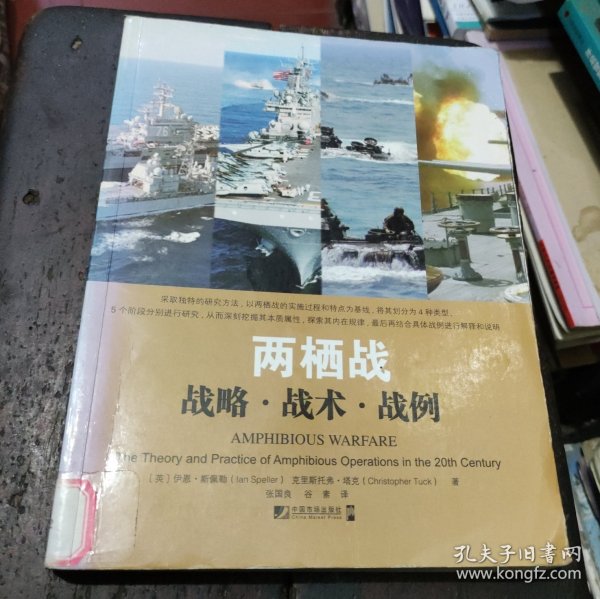 76
采取独特的研究方法,以两栖战的实施过程和特点为基线,将其划分为4种类型、
5个阶段分别进行研究,从而深刻挖掘其本质属性,探索其内在规律,最后再结合具体战例进行解释和说明
两栖战
战略·战术·战例
AMPHIBIOUS WARFARE
The Theory and Practice of Amphibious Operations in the 20th Century
[英]伊恩·斯佩勒(Ian Speller) 克里斯托弗·塔克(Christopher Tuck) 著
张国良 谷素 译
中国市场出版社
China Market Press
孔夫子旧书网
www.kongfz.com